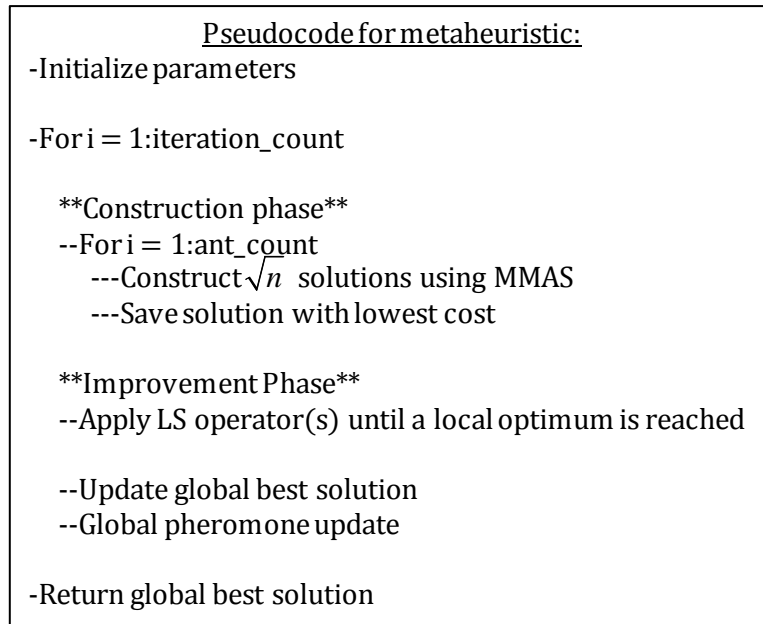 Pseudocode for metaheuristic:
-Initialize parameters
-For i = 1:iteration_count
**Construction phase**
--For i = 1:ant_count
---Construct √n solutions using MMAS
---Save solution with lowest cost
**Improvement Phase**
--Apply LS operator(s) until a local optimum is reached
--Update global best solution
--Global pheromone update
-Return global best solution